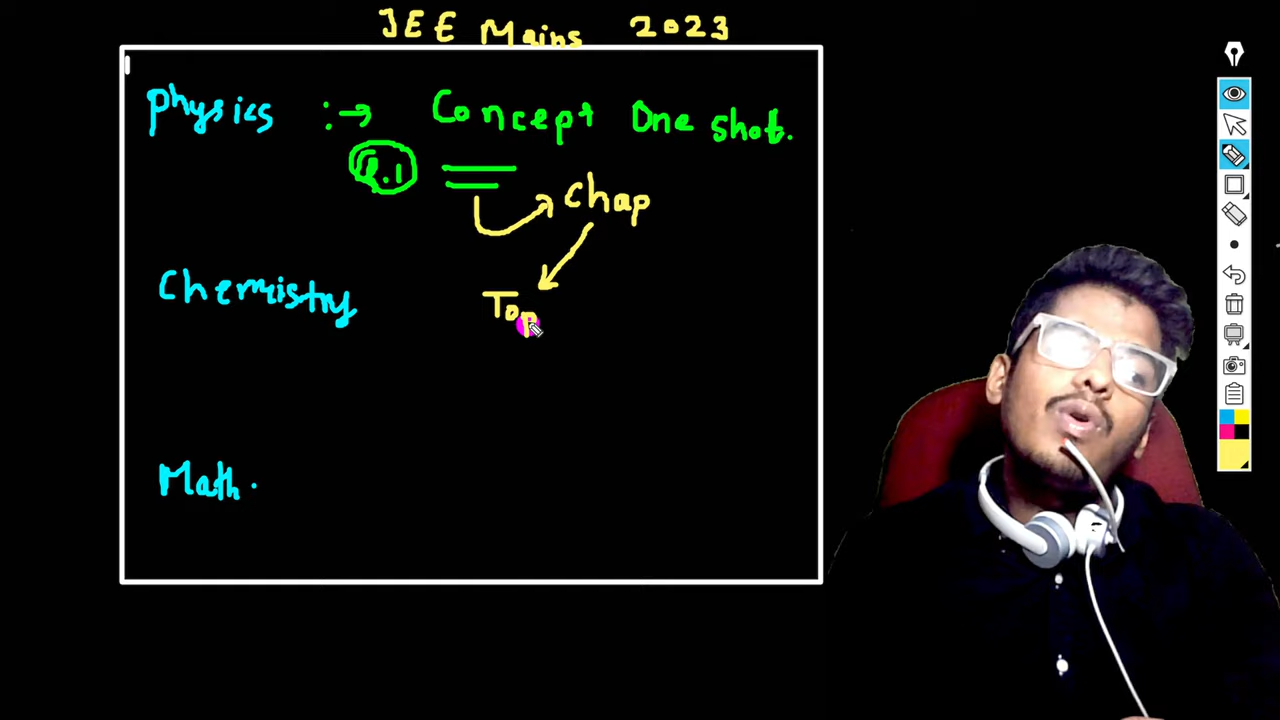 JEE Mains 2023
Physics :→ Concept One shot.
Q.1
Chap
Chemistry
Top
Math.